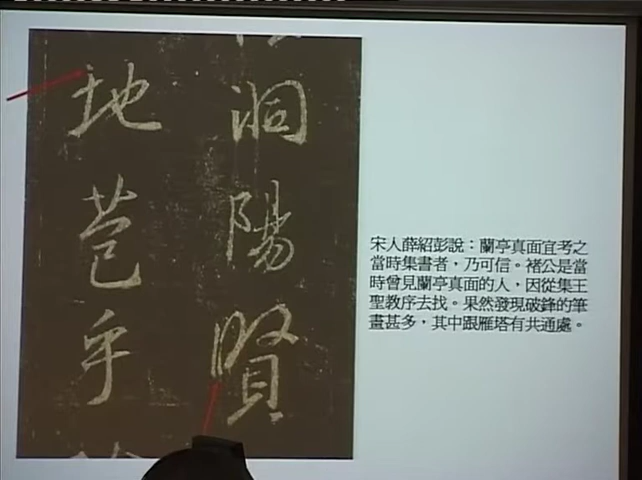 洞陽賢
地苞乎
宋人薛紹彭說：蘭亭真面宜考之
當時集書者，乃可信。褚公是當
時曾見蘭亭真面的人，因從集王
聖教序去找。果然發現破鋒的筆
畫甚多，其中跟雁塔有共通處。